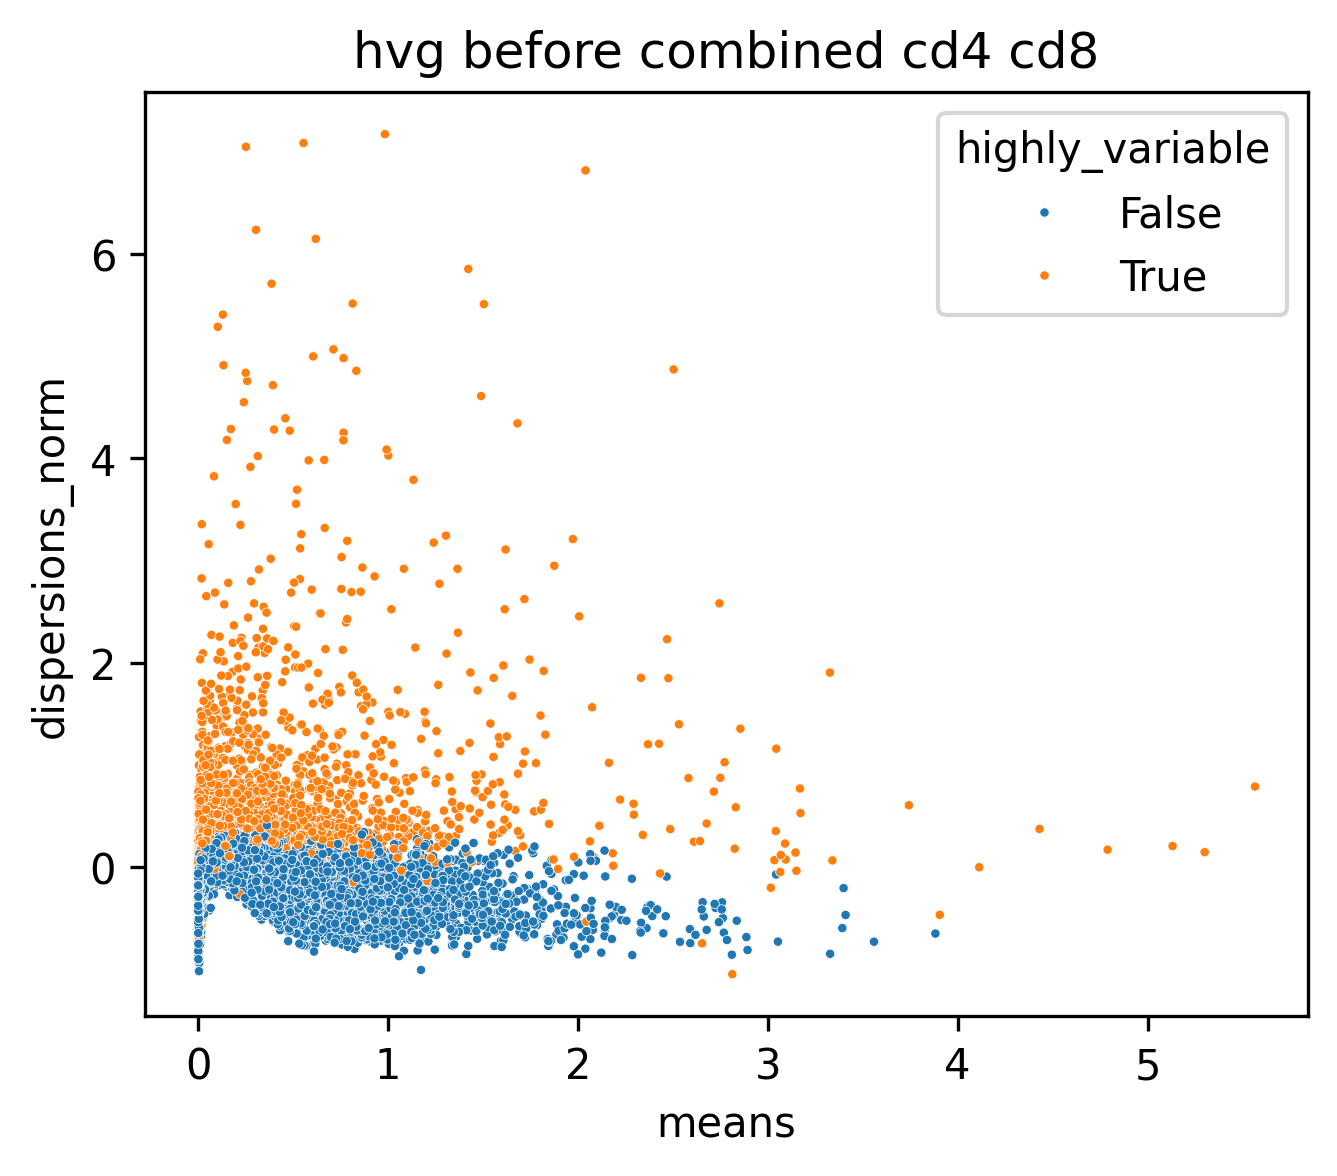 hvg before combined cd4 cd8
highly_variable
False
True
dispersions_norm
6
4
2
0
0 1 2 3 4 5
means